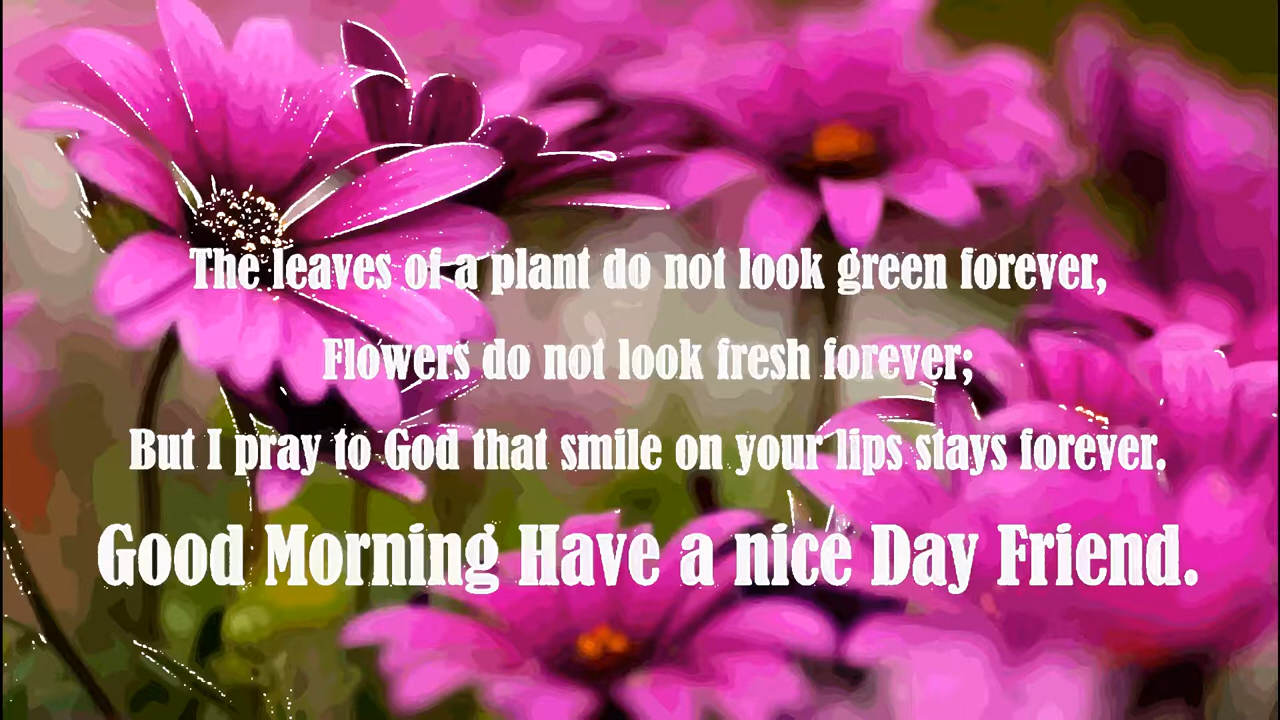 The leaves of a plant do not look green forever,
Flowers do not look fresh forever;
But I pray to God that smile on your lips stays forever.
Good Morning Have a nice Day Friend.